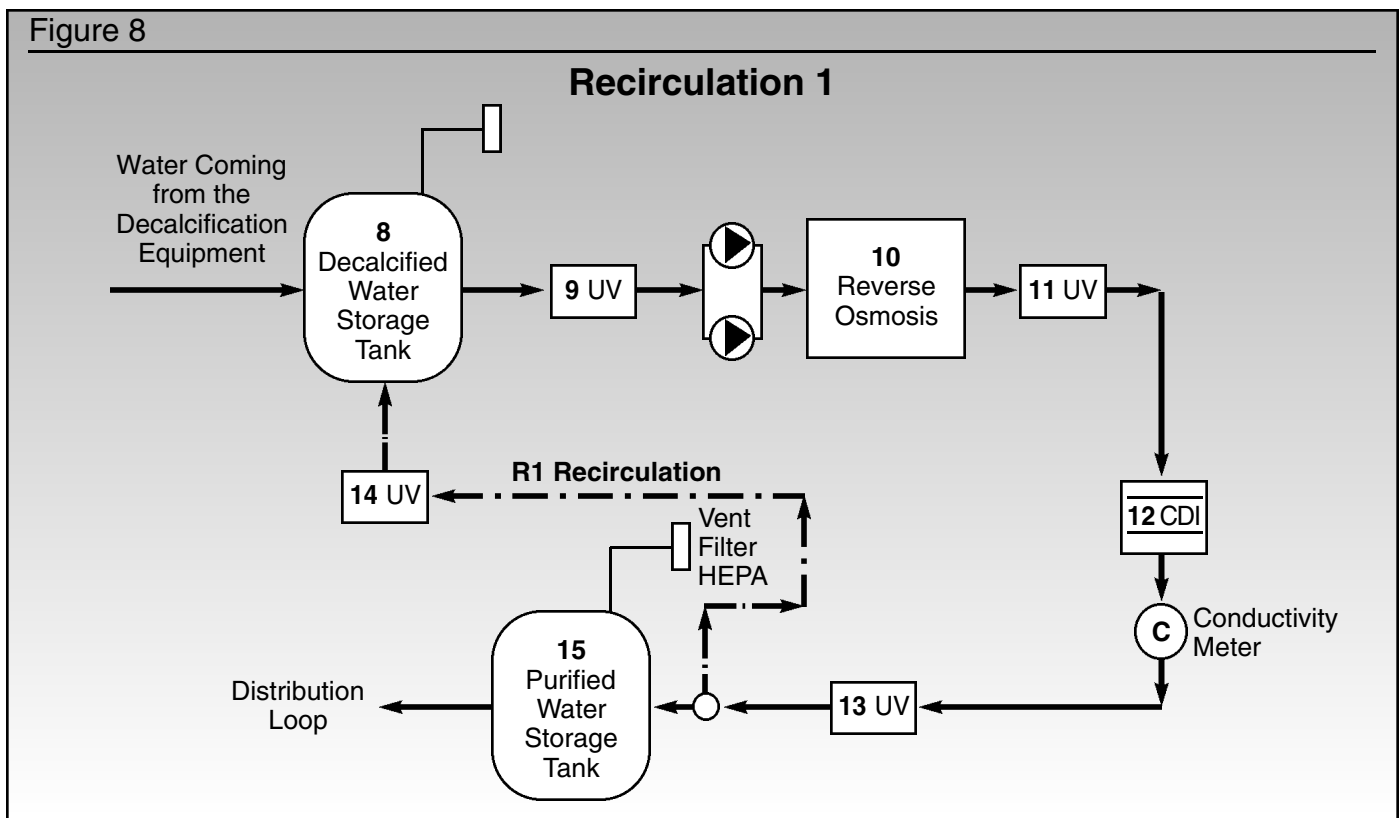 Figure 8
Recirculation 1
Water Coming
from the
Decalcification
Equipment
8
Decalcified
Water
Storage
Tank
9 UV
10
Reverse
Osmosis
11 UV
12 CDI
C
Conductivity
Meter
13 UV
R1 Recirculation
14 UV
Vent
Filter
HEPA
15
Purified
Water
Storage
Tank
Distribution
Loop